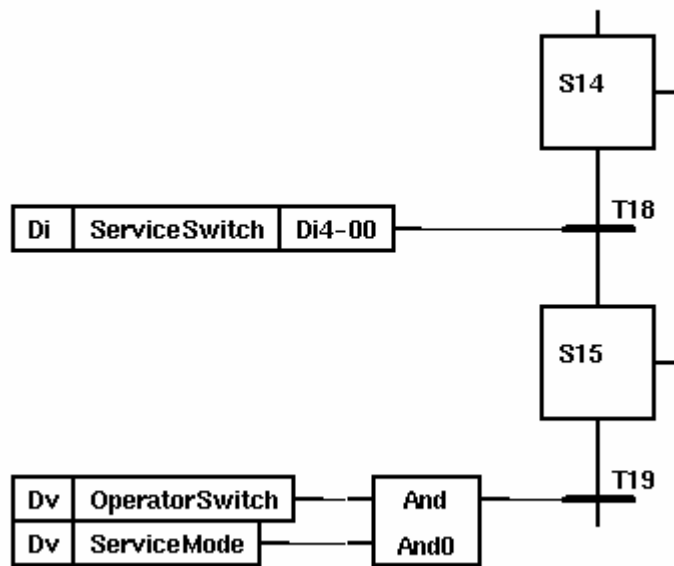 S14
T18
Di ServiceSwitch Di4-00
S15
T19
Dv OperatorSwitch And
Dv ServiceMode And0